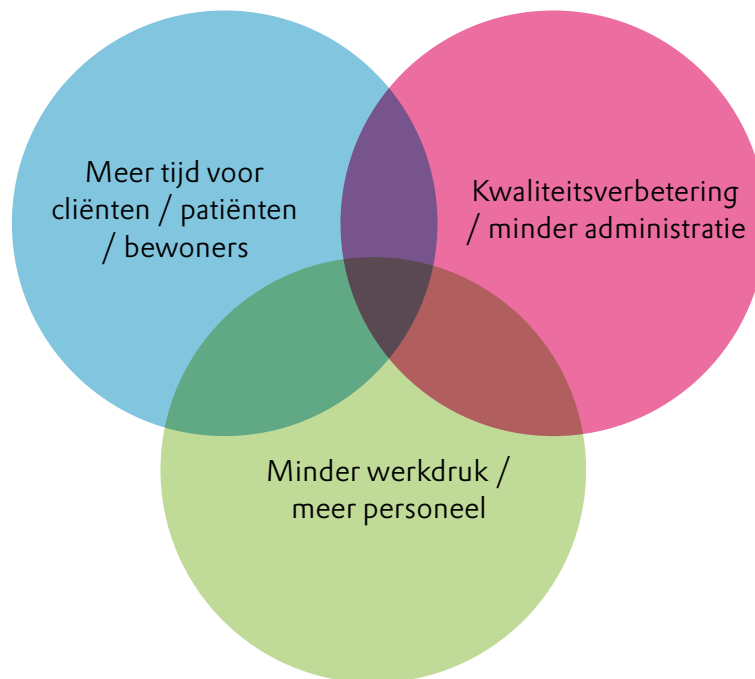 Meer tijd voor
cliënten / patiënten
/ bewoners
Kwaliteitsverbetering
/ minder administratie
Minder werkdruk /
meer personeel